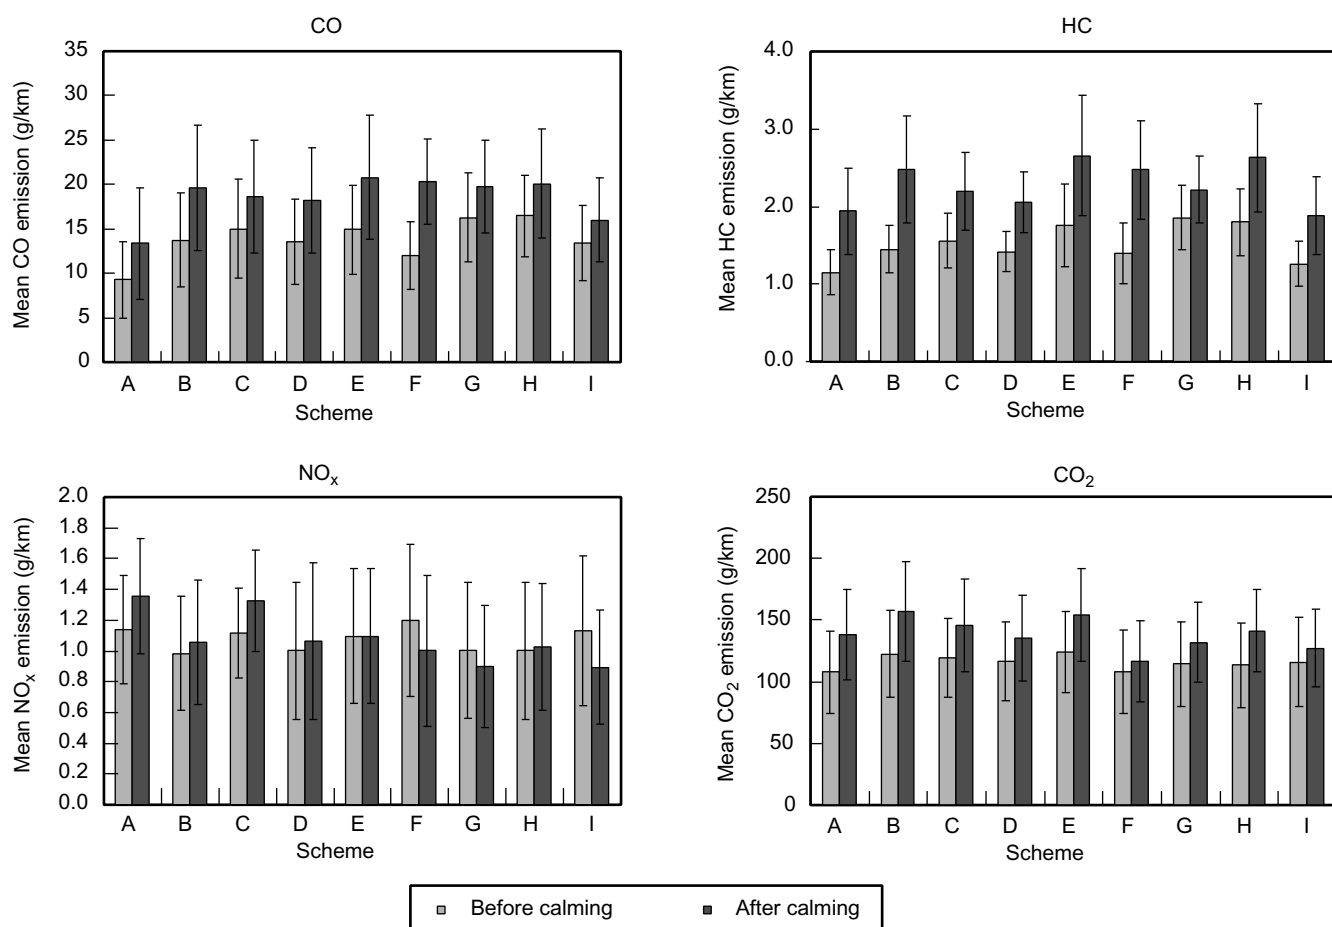 CO
Mean CO emission (g/km)
35
30
25
20
15
10
5
0
A B C D E F G H I
Scheme
HC
Mean HC emission (g/km)
4.0
3.0
2.0
1.0
0.0
A B C D E F G H I
Scheme
NOx
Mean NOx emission (g/km)
2.0
1.8
1.6
1.4
1.2
1.0
0.8
0.6
0.4
0.2
0.0
A B C D E F G H I
Scheme
CO2
Mean CO2 emission (g/km)
250
200
150
100
50
0
A B C D E F G H I
Scheme
Before calming After calming